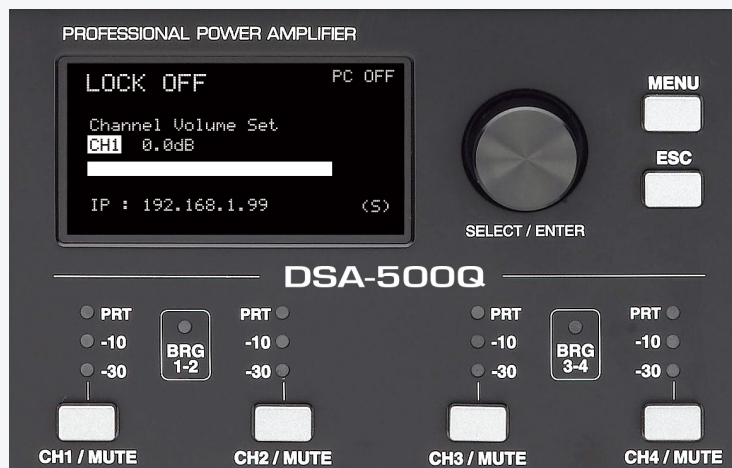 PROFESSIONAL POWER AMPLIFIER
LOCK OFF
PC OFF
Channel Volume Set
CH1 0.0dB
IP : 192.168.1.99 (S)
MENU
ESC
SELECT / ENTER
DSA-500Q
PRT
-10
-30
BRG
1-2
PRT
-10
-30
PRT
-10
-30
BRG
3-4
PRT
-10
-30
CH1 / MUTE
CH2 / MUTE
CH3 / MUTE
CH4 / MUTE